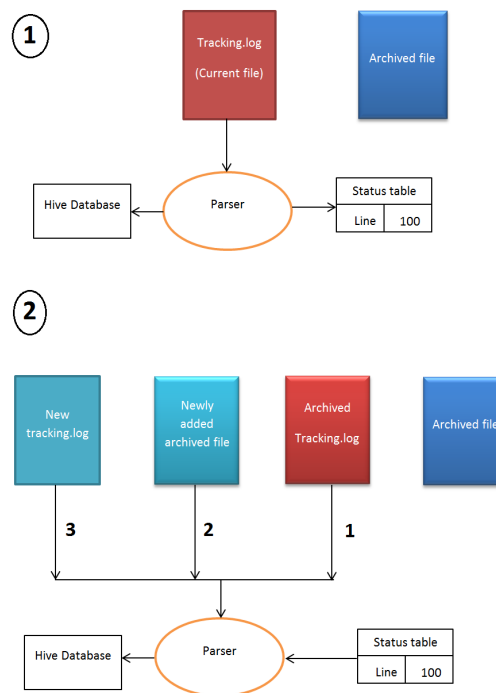 1
Tracking.log
(Current file)
Archived file
Hive Database
Parser
Status table
Line 100
2
New
tracking.log
Newly
added
archived file
Archived
Tracking.log
Archived file
3
2
1
Hive Database
Parser
Status table
Line 100